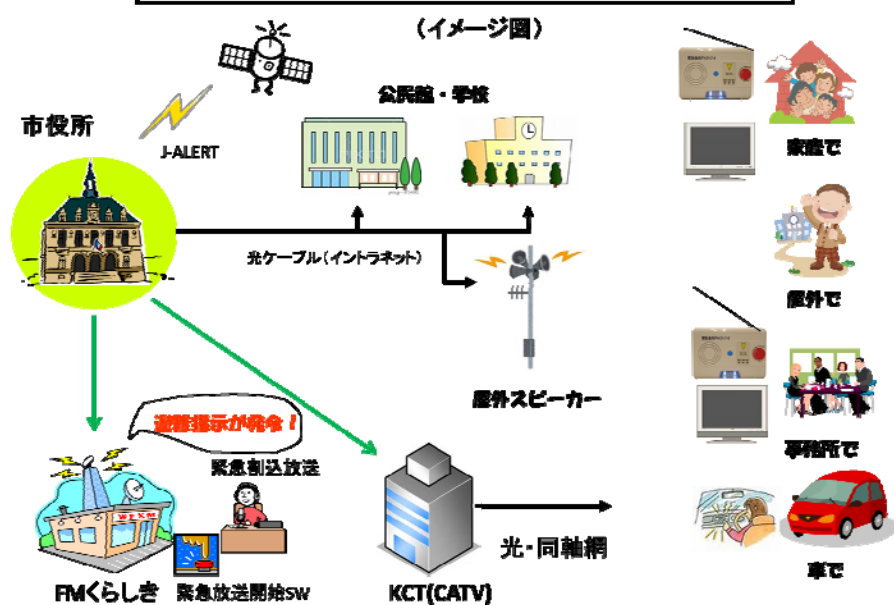 (イメージ図)
公民館・学校
市役所
J-ALERT
家庭で
光ケーブル(イントラネット)
屋外で
屋外スピーカー
避難指示が発令!
緊急割込放送
事務所で
光・同軸網
FMくらしき
緊急放送開始SW
KCT(CATV)
車で